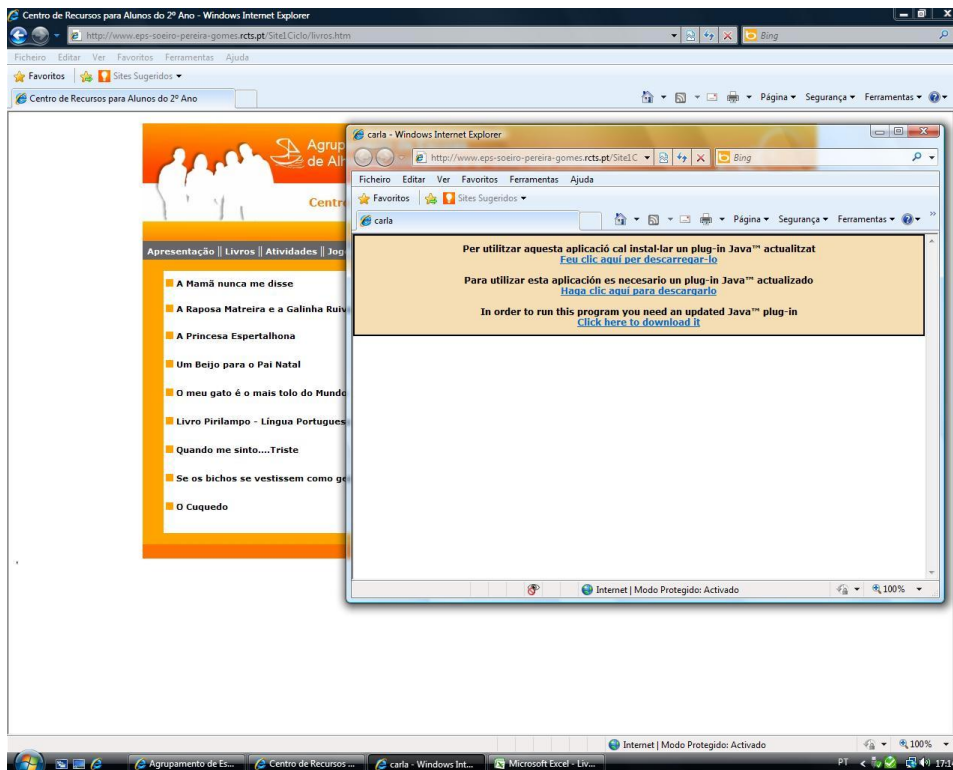 Centro de Recursos para Alunos do 2º Ano - Windows Internet Explorer
http://www.eps-soeiro-pereira-gomes.rcts.pt/Site1Ciclo/livros.htm
Bing
Ficheiro Editar Ver Favoritos Ferramentas Ajuda
Favoritos Sites Sugeridos
Centro de Recursos para Alunos do 2º Ano
Página Segurança Ferramentas
Agrup
de Alh
Centro
Apresentação || Livros || Atividades || Jog
A Mamã nunca me disse
A Raposa Matreira e a Galinha Ruiv
A Princesa Espertalhona
Um Beijo para o Pai Natal
O meu gato é o mais tolo do Mundo
Livro Pirilampo - Língua Portugues
Quando me sinto....Triste
Se os bichos se vestissem como ge
O Cuquedo
carla - Windows Internet Explorer
http://www.eps-soeiro-pereira-gomes.rcts.pt/Site1C
Bing
Ficheiro Editar Ver Favoritos Ferramentas Ajuda
Favoritos Sites Sugeridos
carla
Página Segurança Ferramentas
Per utilitzar aquesta aplicació cal instal·lar un plug-in Java™ actualitzat
Feu clic aquí per descarregar-lo
Para utilizar esta aplicación es necesario un plug-in Java™ actualizado
Haga clic aquí para descargarlo
In order to run this program you need an updated Java™ plug-in
Click here to download it
Internet | Modo Protegido: Activado
100%
Internet | Modo Protegido: Activado
100%
Agrupamento de Es...
Centro de Recursos ...
carla - Windows Int...
Microsoft Excel - Liv...
PT